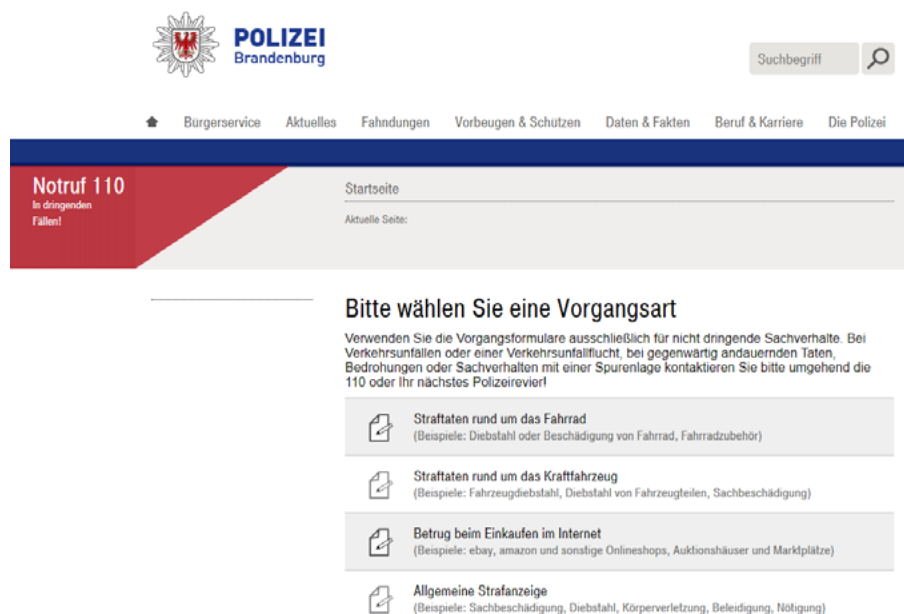 POLIZEI
Brandenburg
Suchbegriff
Bürgerservice Aktuelles Fahndungen Vorbeugen & Schützen Daten & Fakten Beruf & Karriere Die Polizei
Notruf 110
In dringenden
Fällen!
Startseite
Aktuelle Seite:
Bitte wählen Sie eine Vorgangsart
Verwenden Sie die Vorgangsformulare ausschließlich für nicht dringende Sachverhalte. Bei
Verkehrsunfällen oder einer Verkehrsunfallflucht, bei gegenwärtig andauernden Taten,
Bedrohungen oder Sachverhalten mit einer Spurenlage kontaktieren Sie bitte umgehend die
110 oder Ihr nächstes Polizeirevier!
Straftaten rund um das Fahrrad
(Beispiele: Diebstahl oder Beschädigung von Fahrrad, Fahrradzubehör)
Straftaten rund um das Kraftfahrzeug
(Beispiele: Fahrzeugdiebstahl, Diebstahl von Fahrzeugteilen, Sachbeschädigung)
Betrug beim Einkaufen im Internet
(Beispiele: ebay, amazon und sonstige Onlineshops, Auktionshäuser und Marktplätze)
Allgemeine Strafanzeige
(Beispiele: Sachbeschädigung, Diebstahl, Körperverletzung, Beleidigung, Nötigung)